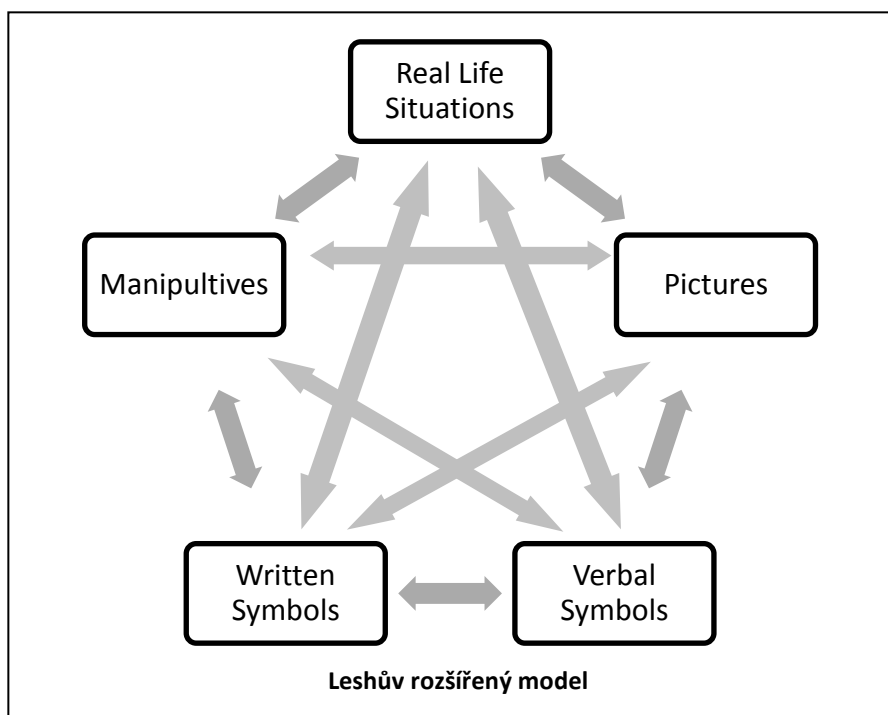 Real Life
Situations
Manipultives
Pictures
Written
Symbols
Verbal
Symbols
Leshův rozšířený model